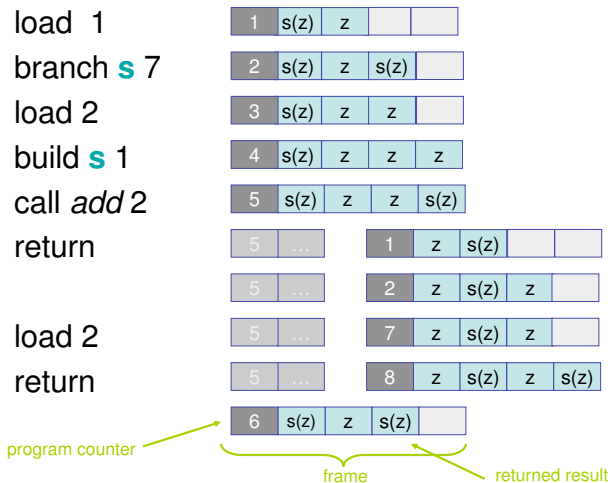 load 1 1 s(z) z
branch s 7 2 s(z) z s(z)
load 2 3 s(z) z z
build s 1 4 s(z) z z z
call add 2 5 s(z) z z s(z)
return 5 ... 1 z s(z)
5 ... 2 z s(z) z
load 2 5 ... 7 z s(z) z
return 5 ... 8 z s(z) z s(z)
6 s(z) z s(z)
program counter
frame
returned result